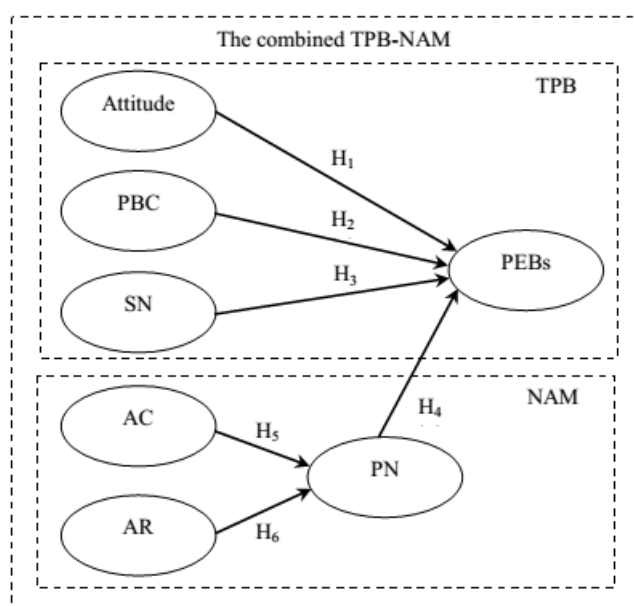 The combined TPB-NAM
TPB
Attitude
H₁
PBC
H₂
PEBs
H₃
SN
NAM
AC
H₄
H₅
PN
AR
H₆